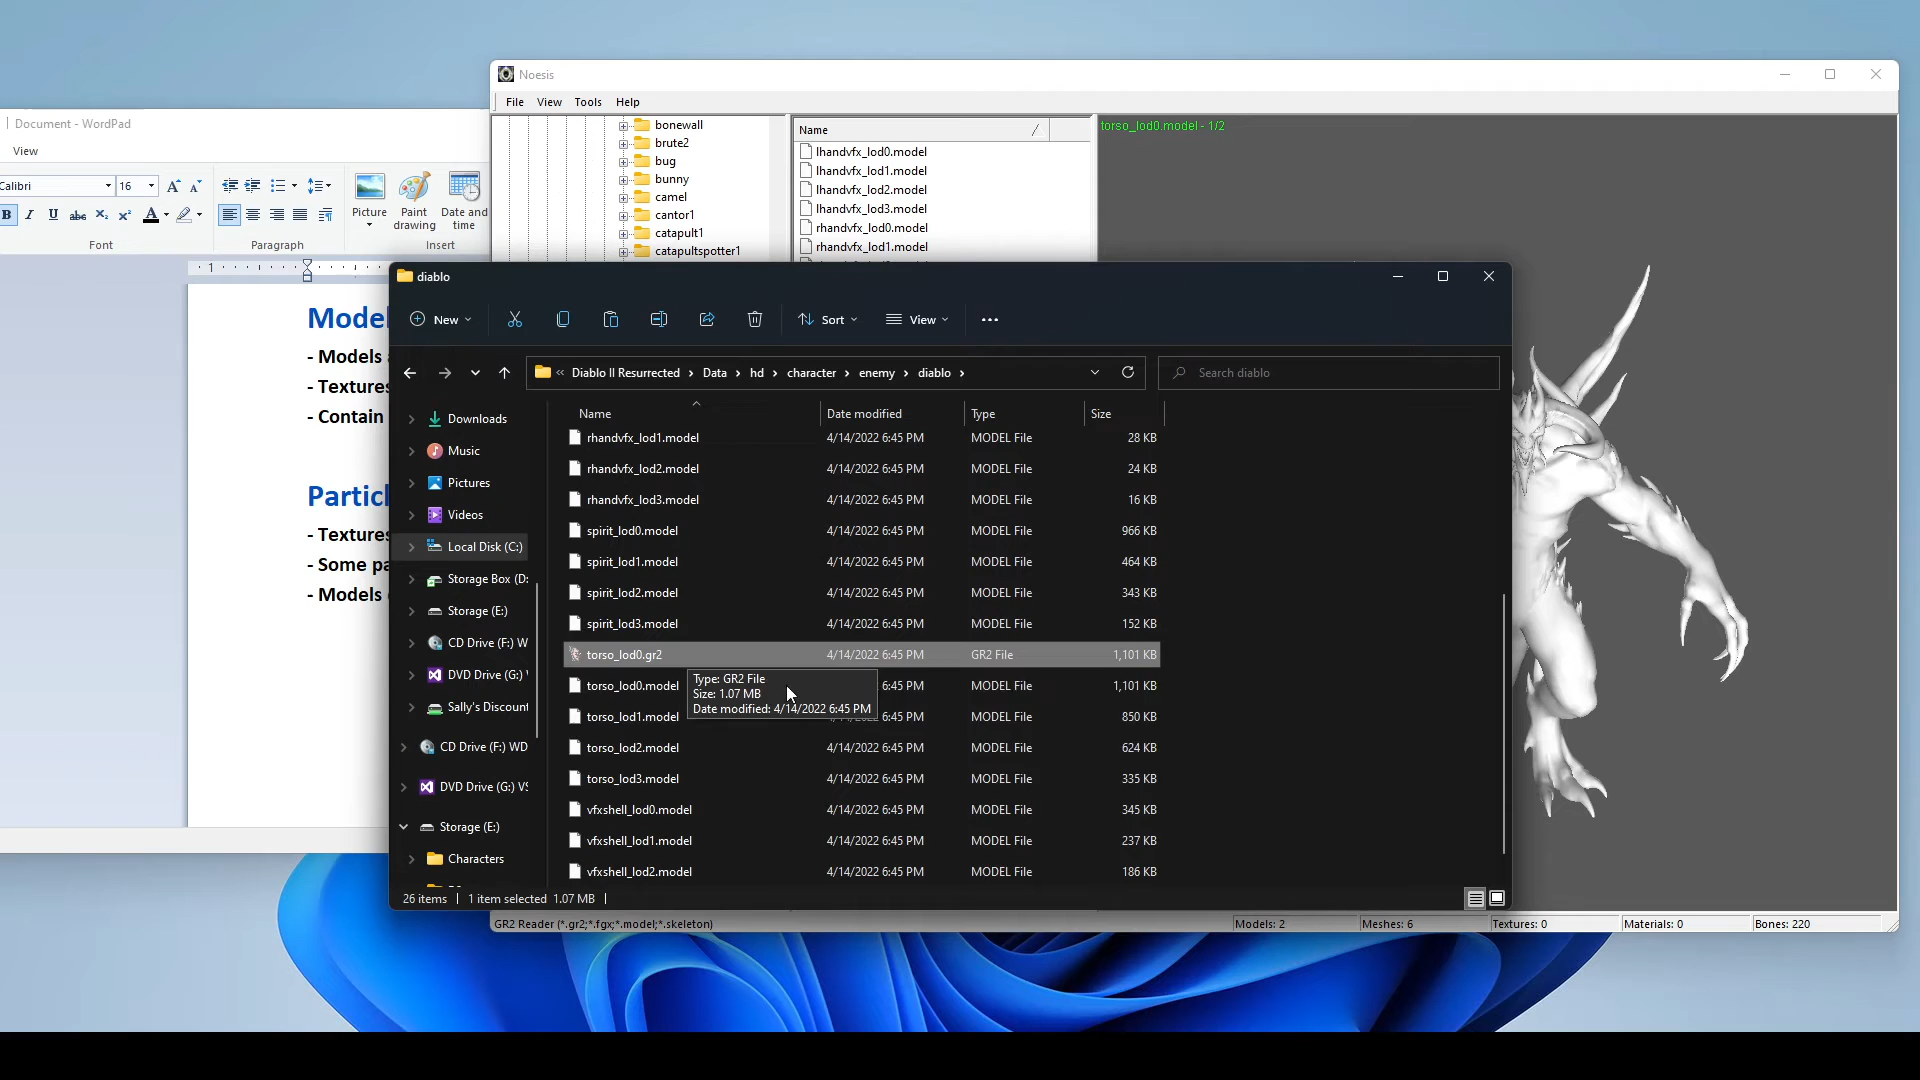 Noesis
File View Tools Help
Document - WordPad
View
Calibri 16
B I U abc X₂ X² A
Picture
Paint drawing
Date and time
Font Paragraph Insert
1
bonewall
brute2
bug
bunny
camel
cantor1
catapult1
catapultspotter1
Name
lhandvfx_lod0.model
lhandvfx_lod1.model
lhandvfx_lod2.model
lhandvfx_lod3.model
rhandvfx_lod0.model
rhandvfx_lod1.model
torso_lod0.model - 1/2
Model
- Models
- Textures
- Contain
Particl
- Textures
- Some pa
- Models
diablo
New Sort View
« Diablo II Resurrected › Data › hd › character › enemy › diablo ›
Search diablo
Downloads
Music
Pictures
Videos
Local Disk (C:)
Storage Box (D:
Storage (E:)
CD Drive (F:) W
DVD Drive (G:)
Sally's Discount
CD Drive (F:) WD
DVD Drive (G:) VS
Storage (E:)
Characters
Name Date modified Type Size
rhandvfx_lod1.model 4/14/2022 6:45 PM MODEL File 28 KB
rhandvfx_lod2.model 4/14/2022 6:45 PM MODEL File 24 KB
rhandvfx_lod3.model 4/14/2022 6:45 PM MODEL File 16 KB
spirit_lod0.model 4/14/2022 6:45 PM MODEL File 966 KB
spirit_lod1.model 4/14/2022 6:45 PM MODEL File 464 KB
spirit_lod2.model 4/14/2022 6:45 PM MODEL File 343 KB
spirit_lod3.model 4/14/2022 6:45 PM MODEL File 152 KB
torso_lod0.gr2 4/14/2022 6:45 PM GR2 File 1,101 KB
torso_lod0.model 6:45 PM MODEL File 1,101 KB
torso_lod1.model 6:45 PM MODEL File 850 KB
torso_lod2.model 4/14/2022 6:45 PM MODEL File 624 KB
torso_lod3.model 4/14/2022 6:45 PM MODEL File 335 KB
vfxshell_lod0.model 4/14/2022 6:45 PM MODEL File 345 KB
vfxshell_lod1.model 4/14/2022 6:45 PM MODEL File 237 KB
vfxshell_lod2.model 4/14/2022 6:45 PM MODEL File 186 KB
Type: GR2 File
Size: 1.07 MB
Date modified: 4/14/2022 6:45 PM
26 items 1 item selected 1.07 MB
GR2 Reader (*.gr2;*.fgx;*.model;*.skeleton) Models: 2 Meshes: 6 Textures: 0 Materials: 0 Bones: 220